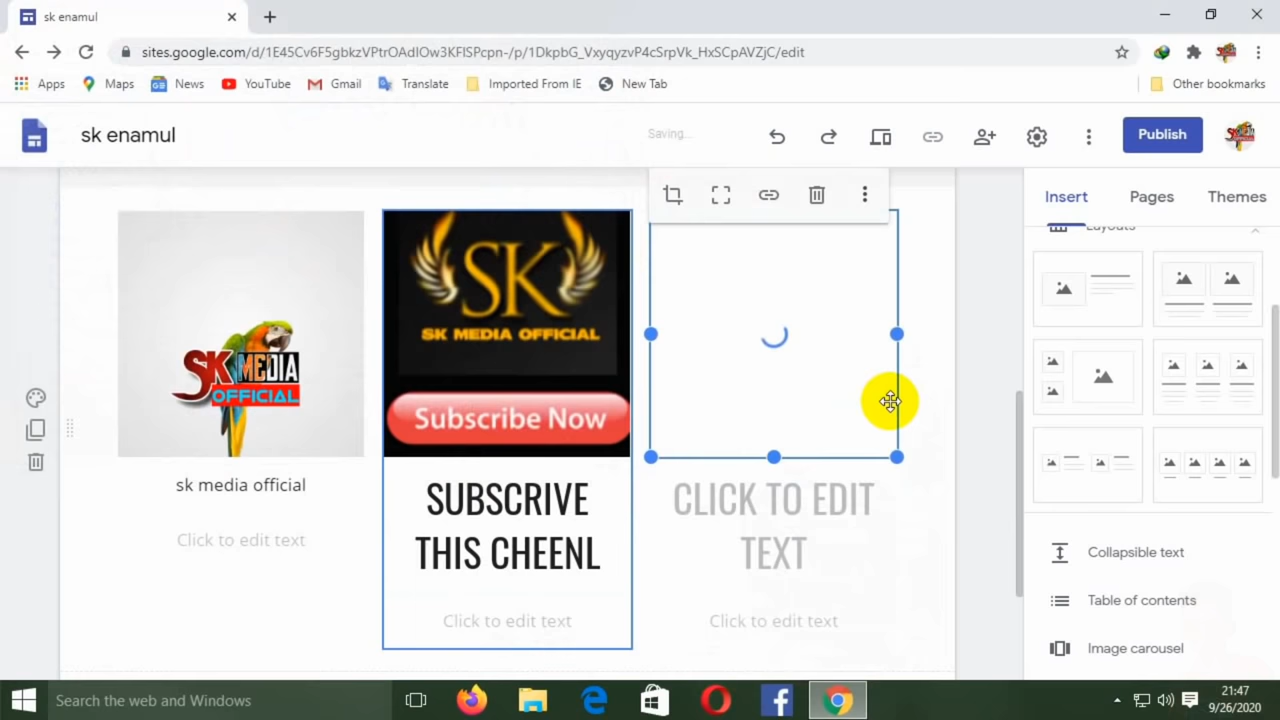 sk enamul
sites.google.com/d/1E45Cv6F5gbkzVPtrOAdIOw3KFlSPcpn-/p/1DkpbG_VxyqyzvP4cSrpVk_HxSCpAVZjC/edit
Apps Maps News YouTube Gmail Translate Imported From IE New Tab Other bookmarks
sk enamul Saving... Publish
Insert Pages Themes
Layouts
SK
SK MEDIA OFFICIAL
SK MEDIA
OFFICIAL
Subscribe Now
sk media official
Click to edit text
SUBSCRIVE
THIS CHEENL
Click to edit text
CLICK TO EDIT
TEXT
Click to edit text
Collapsible text
Table of contents
Image carousel
Search the web and Windows
21:47
9/26/2020